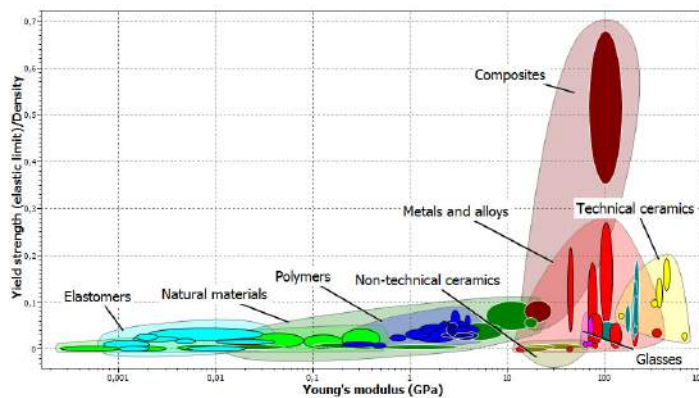 0,7
0,6
0,5
0,4
0,3
0,2
0,1
0
Yield strength (elastic limit)/Density
Composites
Metals and alloys
Technical ceramics
Polymers
Non-technical ceramics
Natural materials
Elastomers
Glasses
0,001
0,01
0,1
1
10
100
Young's modulus (GPa)